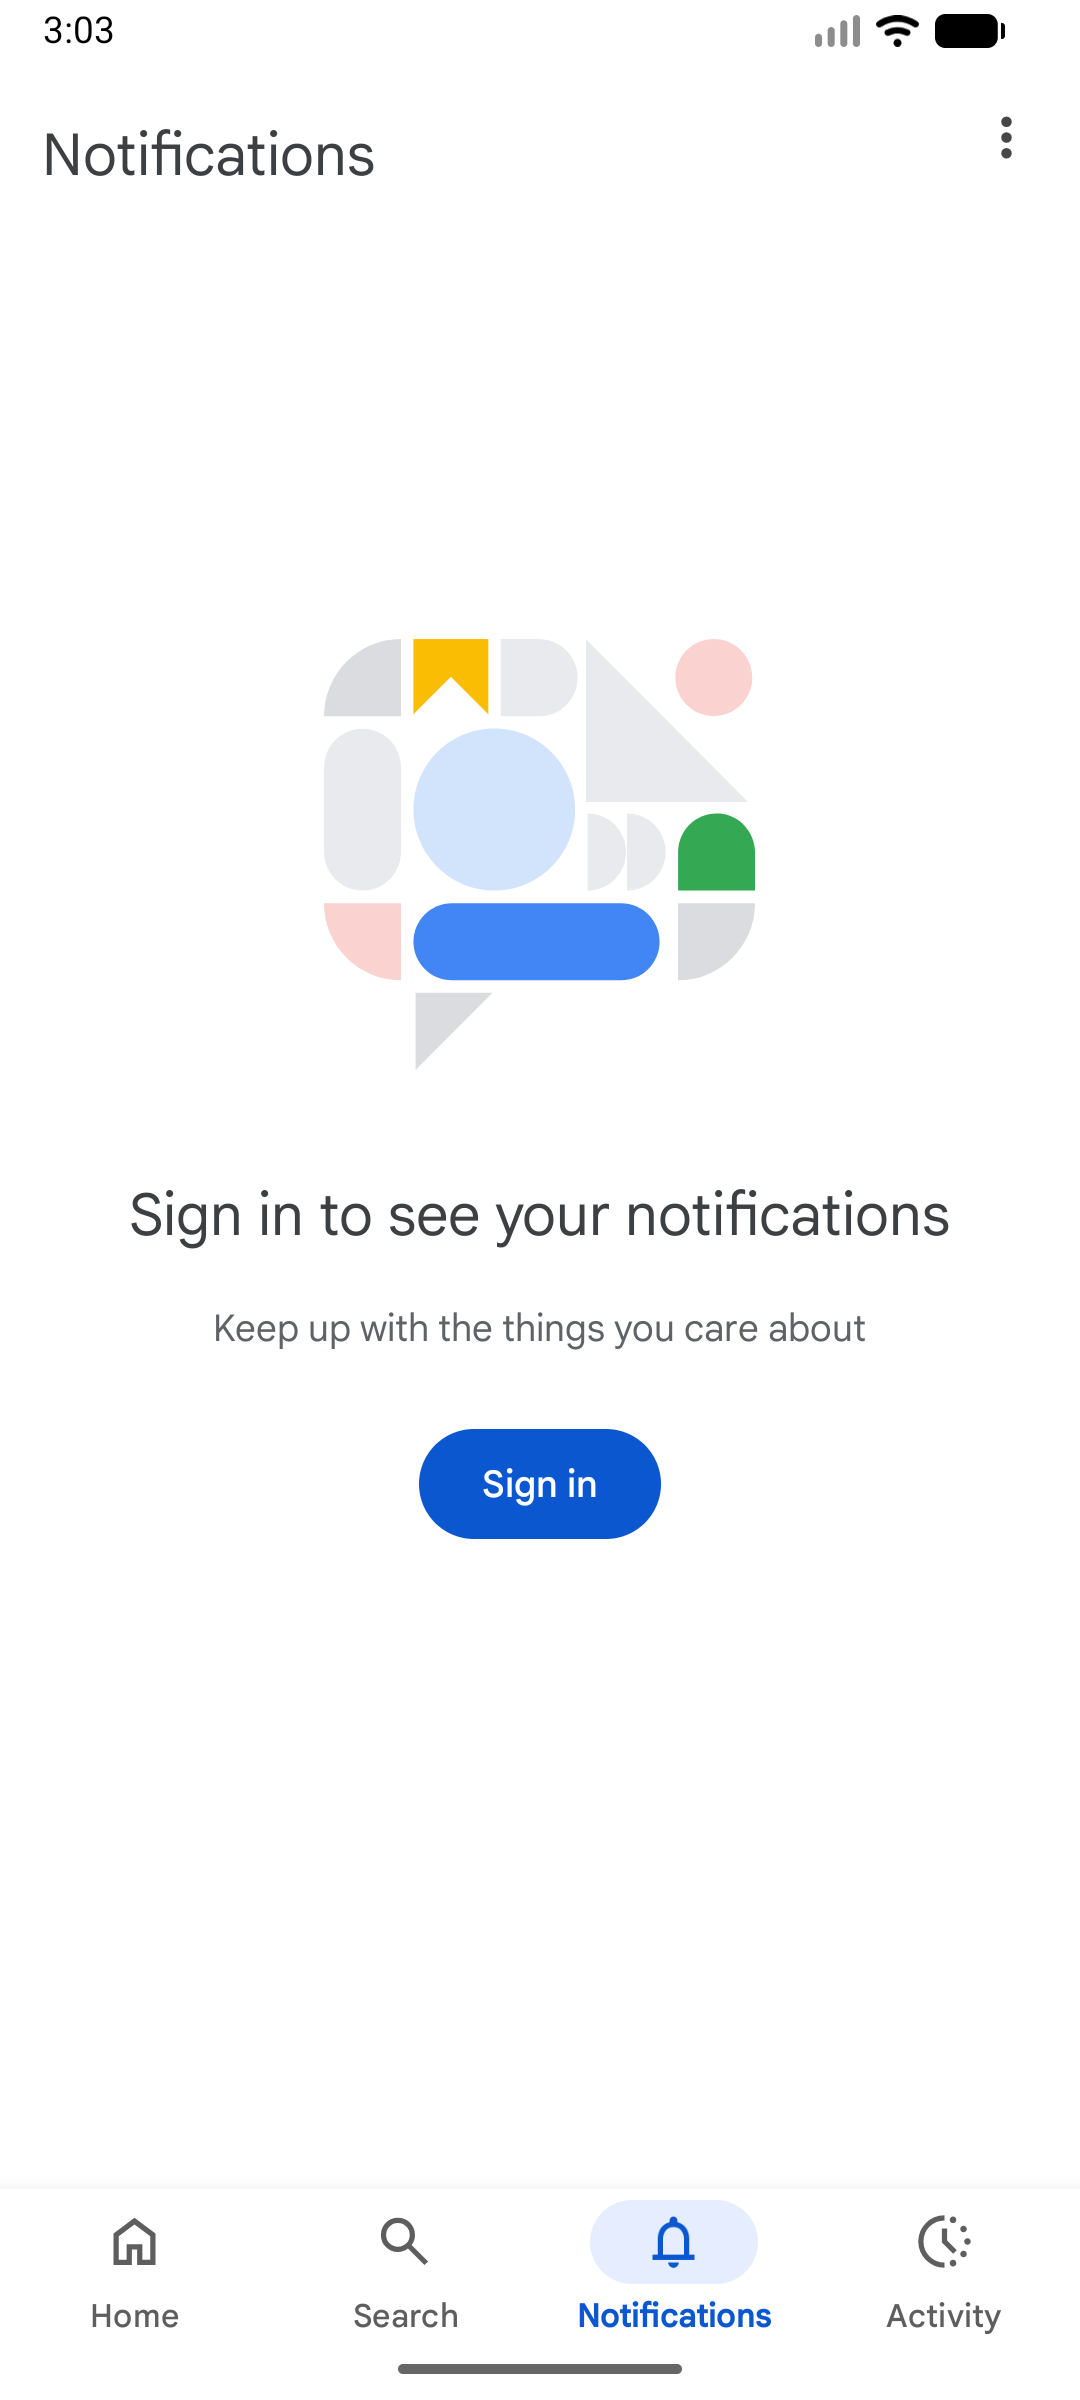 3:03
Notifications
Sign in to see your notifications
Keep up with the things you care about
Sign in
Home
Search
Notifications
Activity